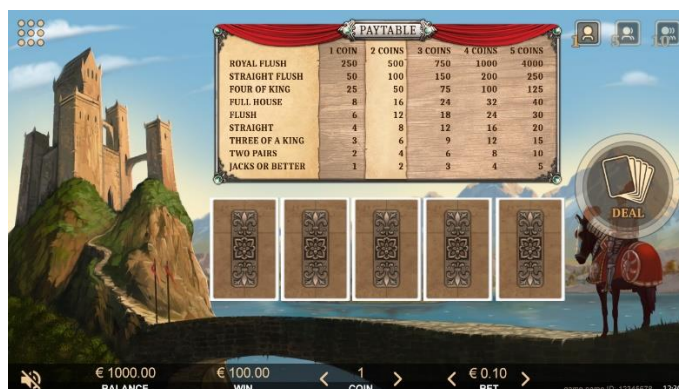 PAYTABLE
1 COIN 2 COINS 3 COINS 4 COINS 5 COINS
ROYAL FLUSH 250 500 750 1000 4000
STRAIGHT FLUSH 50 100 150 200 250
FOUR OF KING 25 50 75 100 125
FULL HOUSE 8 16 24 32 40
FLUSH 6 12 18 24 30
STRAIGHT 4 8 12 16 20
THREE OF A KING 3 6 9 12 15
TWO PAIRS 2 4 6 8 10
JACKS OR BETTER 1 2 3 4 5
1 5 10
DEAL
€ 1000.00 € 100.00 1 € 0.10
BALANCE WIN COIN BET